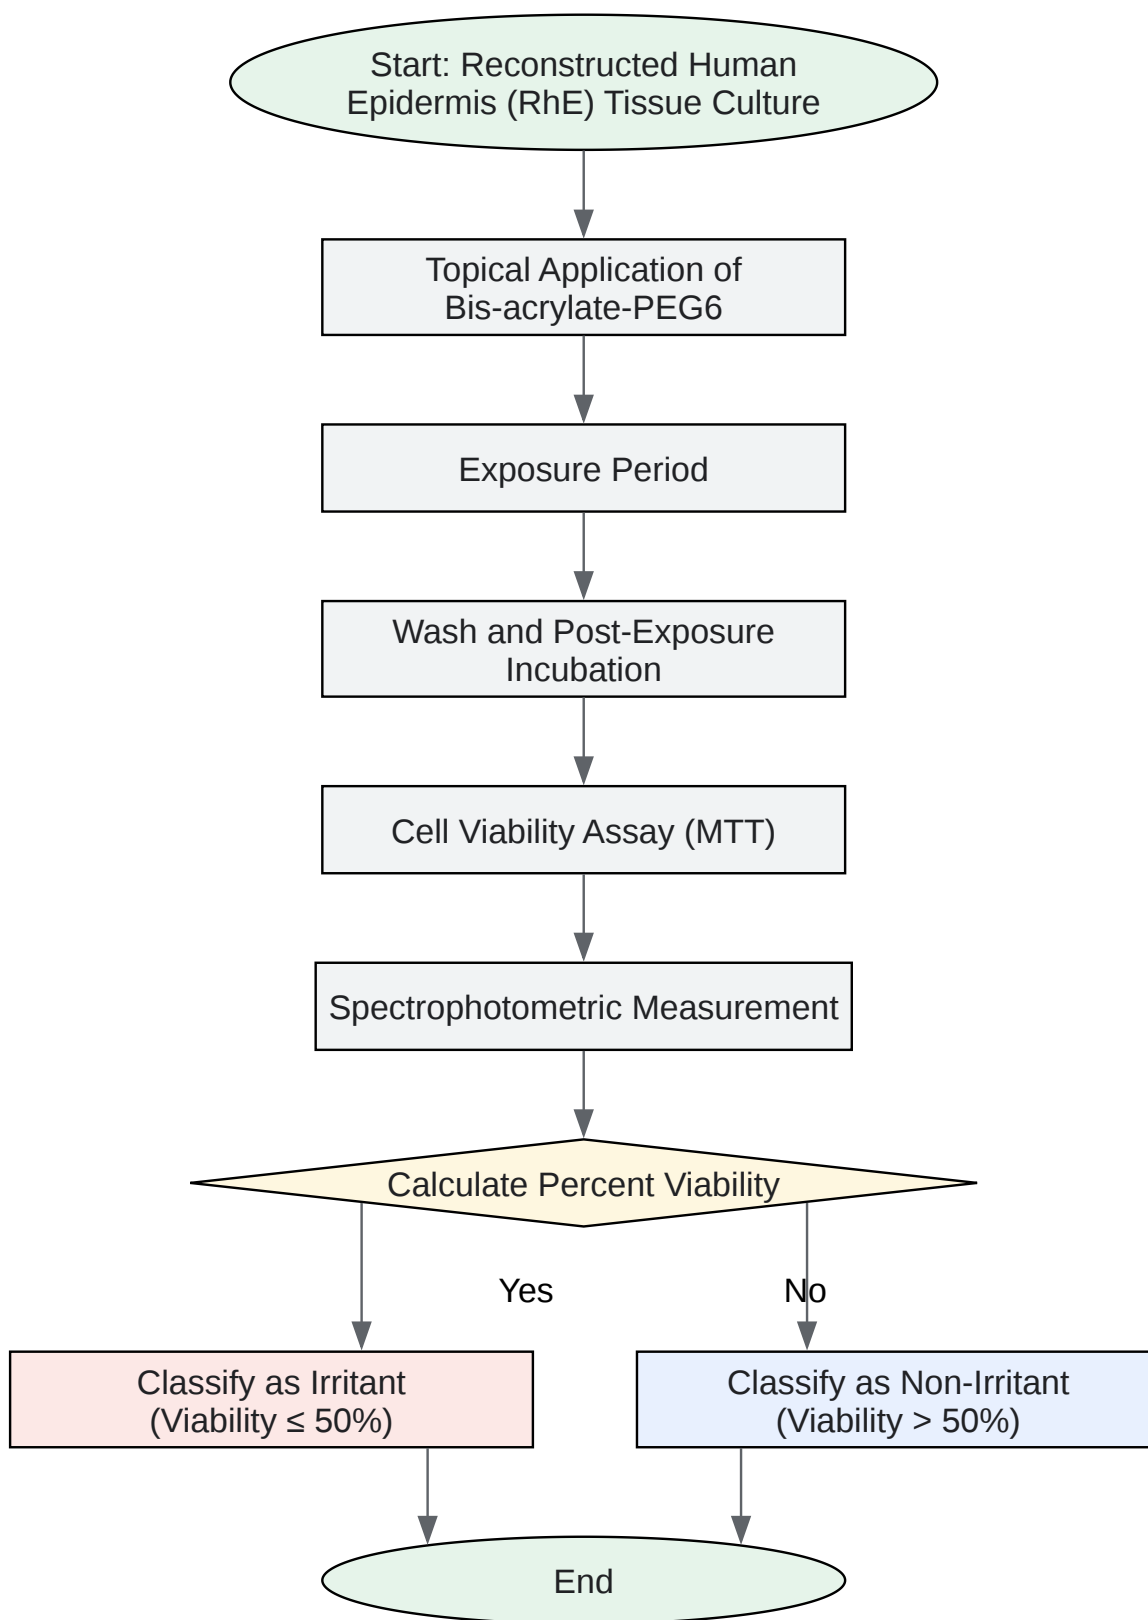 Start: Reconstructed Human
Epidermis (RhE) Tissue Culture
Topical Application of
Bis-acrylate-PEG6
Exposure Period
Wash and Post-Exposure
Incubation
Cell Viability Assay (MTT)
Spectrophotometric Measurement
Calculate Percent Viability
Yes
No
Classify as Irritant
(Viability ≤ 50%)
Classify as Non-Irritant
(Viability > 50%)
End